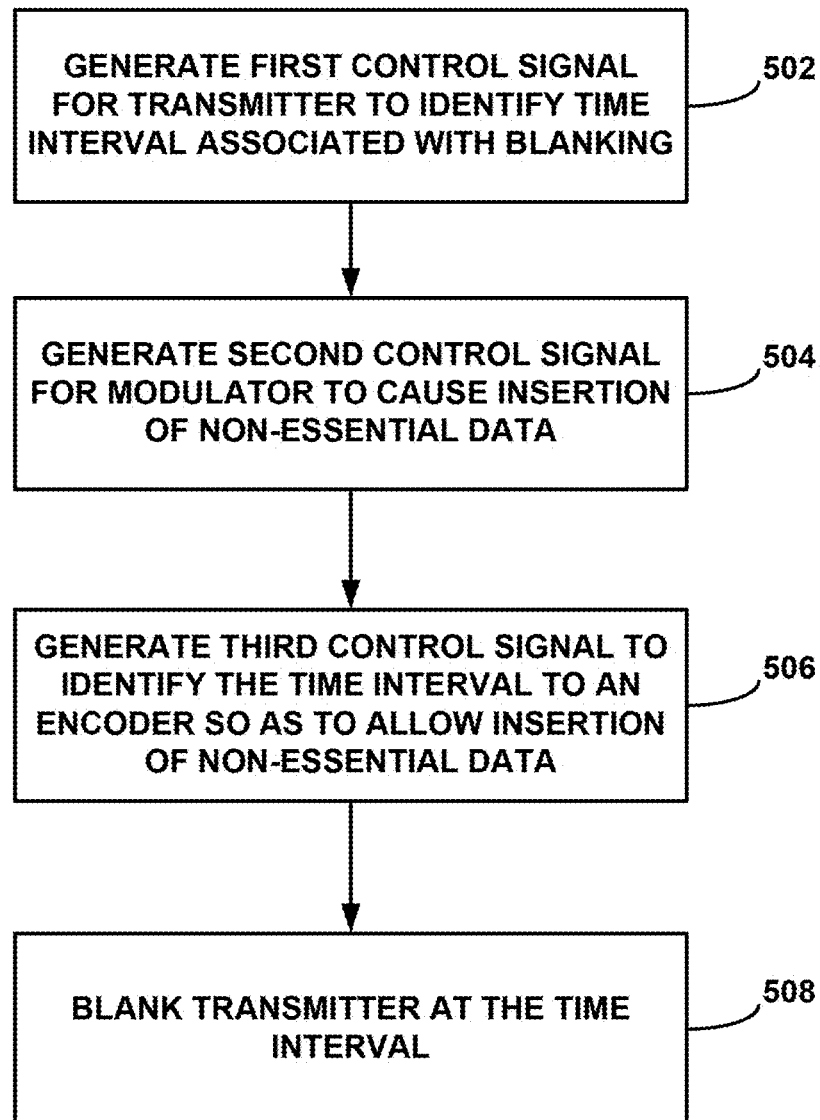 GENERATE FIRST CONTROL SIGNAL
FOR TRANSMITTER TO IDENTIFY TIME
INTERVAL ASSOCIATED WITH BLANKING
502
GENERATE SECOND CONTROL SIGNAL
FOR MODULATOR TO CAUSE INSERTION
OF NON-ESSENTIAL DATA
504
GENERATE THIRD CONTROL SIGNAL TO
IDENTIFY THE TIME INTERVAL TO AN
ENCODER SO AS TO ALLOW INSERTION
OF NON-ESSENTIAL DATA
506
BLANK TRANSMITTER AT THE TIME
INTERVAL
508